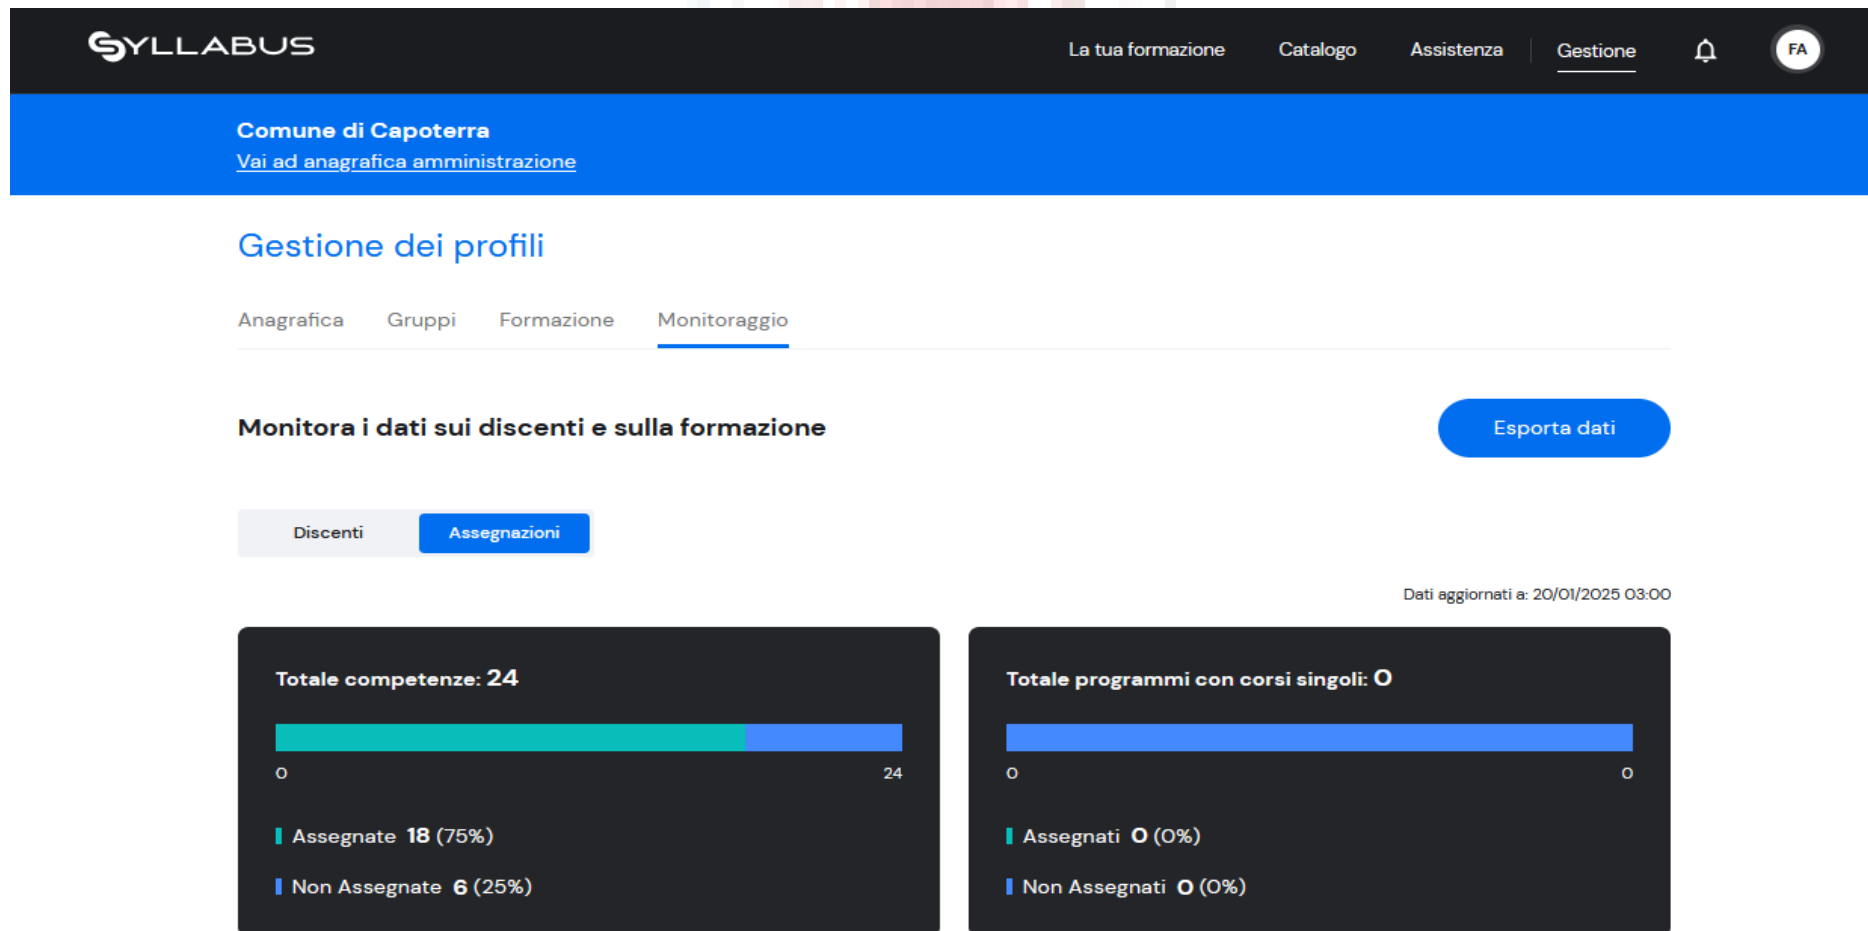 SYLLABUS
La tua formazione Catalogo Assistenza Gestione FA
Comune di Capoterra
Vai ad anagrafica amministrazione
Gestione dei profili
Anagrafica Gruppi Formazione Monitoraggio
Monitora i dati sui discenti e sulla formazione
Esporta dati
Discenti Assegnazioni
Dati aggiornati a: 20/01/2025 03:00
Totale competenze: 24
0 24
Assegnate 18 (75%)
Non Assegnate 6 (25%)
Totale programmi con corsi singoli: 0
0 0
Assegnati 0 (0%)
Non Assegnati 0 (0%)